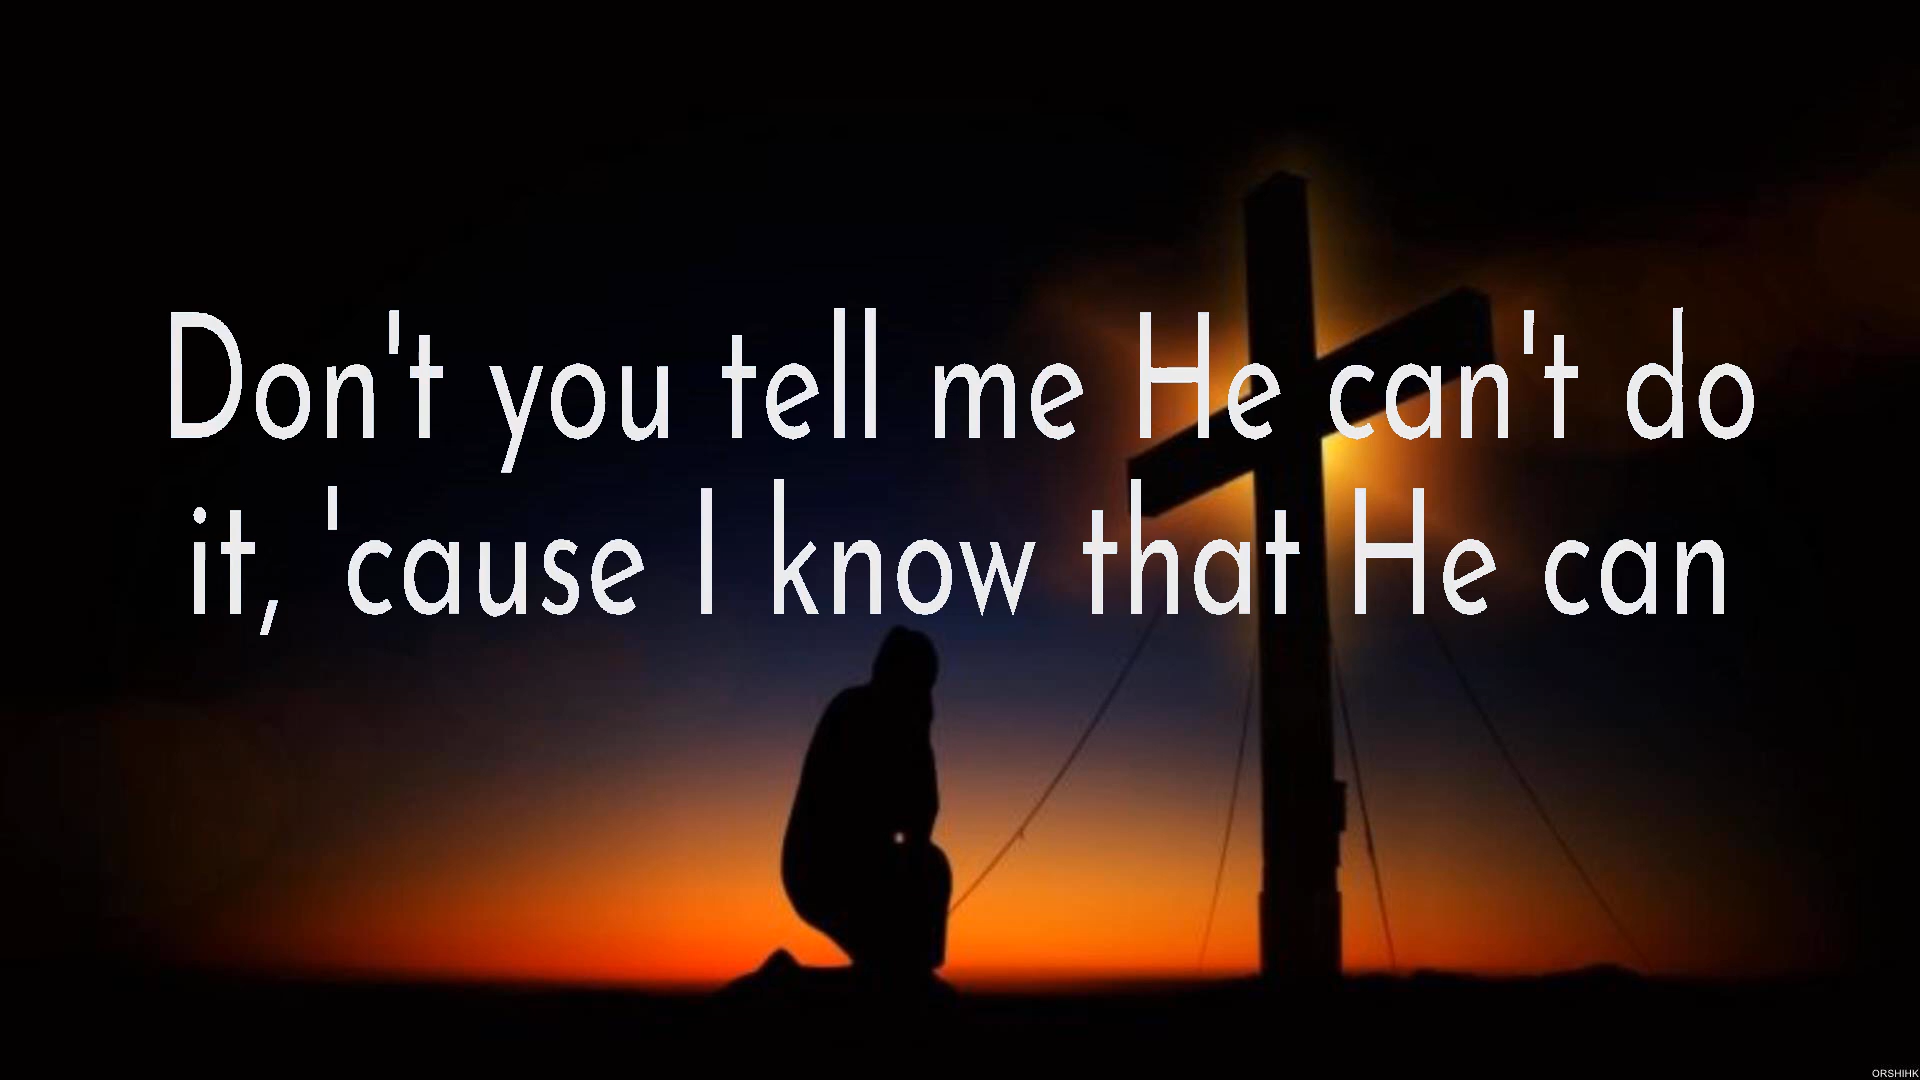 Don't you tell me He can't do
it, 'cause I know that He can
ORSHIHK